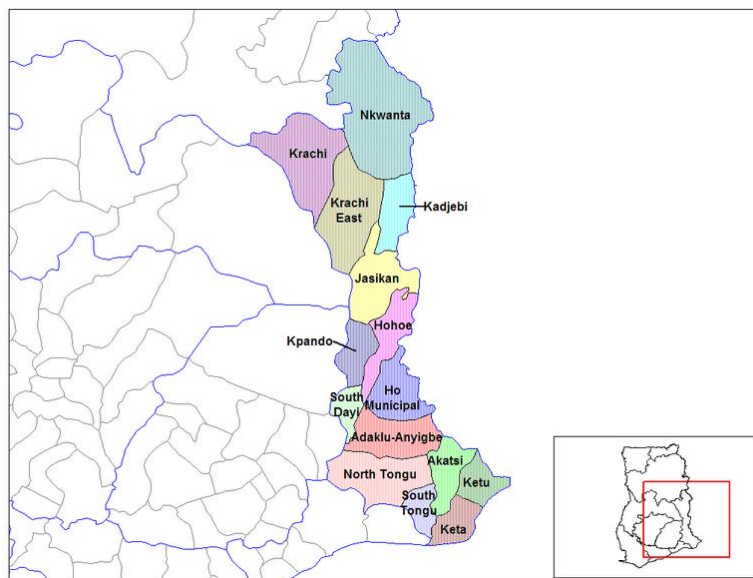 Nkwanta
Krachi
Krachi
East
Kadjebi
Jasikan
Hohoe
Kpando
Ho
Municipal
South
Dayi
Adaklu-Anyigbe
Akatsi
North Tongu
Ketu
South
Tongu
Keta